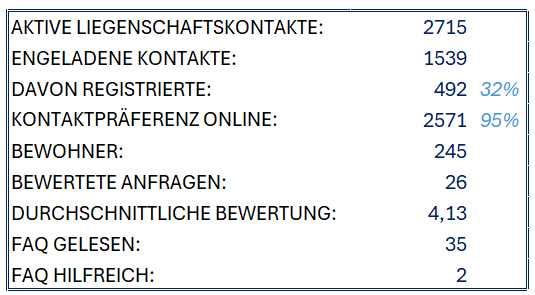 AKTIVE LIEGENSCHAFTSKONTAKTE: 2715
ENGELADENE KONTAKTE: 1539
DAVON REGISTRIERTE: 492 32%
KONTAKTPRÄFERENZ ONLINE: 2571 95%
BEWOHNER: 245
BEWERTETE ANFRAGEN: 26
DURCHSCHNITTLICHE BEWERTUNG: 4,13
FAQ GELESEN: 35
FAQ HILFREICH: 2